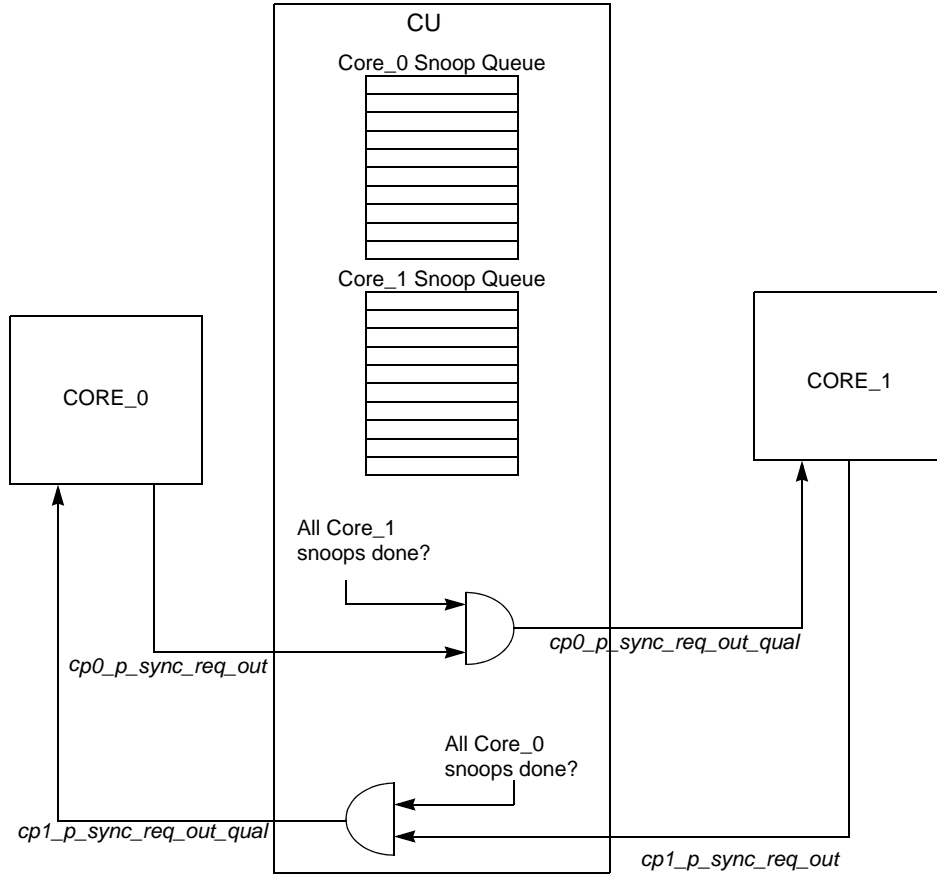 CU
Core_0 Snoop Queue
Core_1 Snoop Queue
CORE_0
CORE_1
All Core_1
snoops done?
cp0_p_sync_req_out_qual
cp0_p_sync_req_out
All Core_0
snoops done?
cp1_p_sync_req_out_qual
cp1_p_sync_req_out